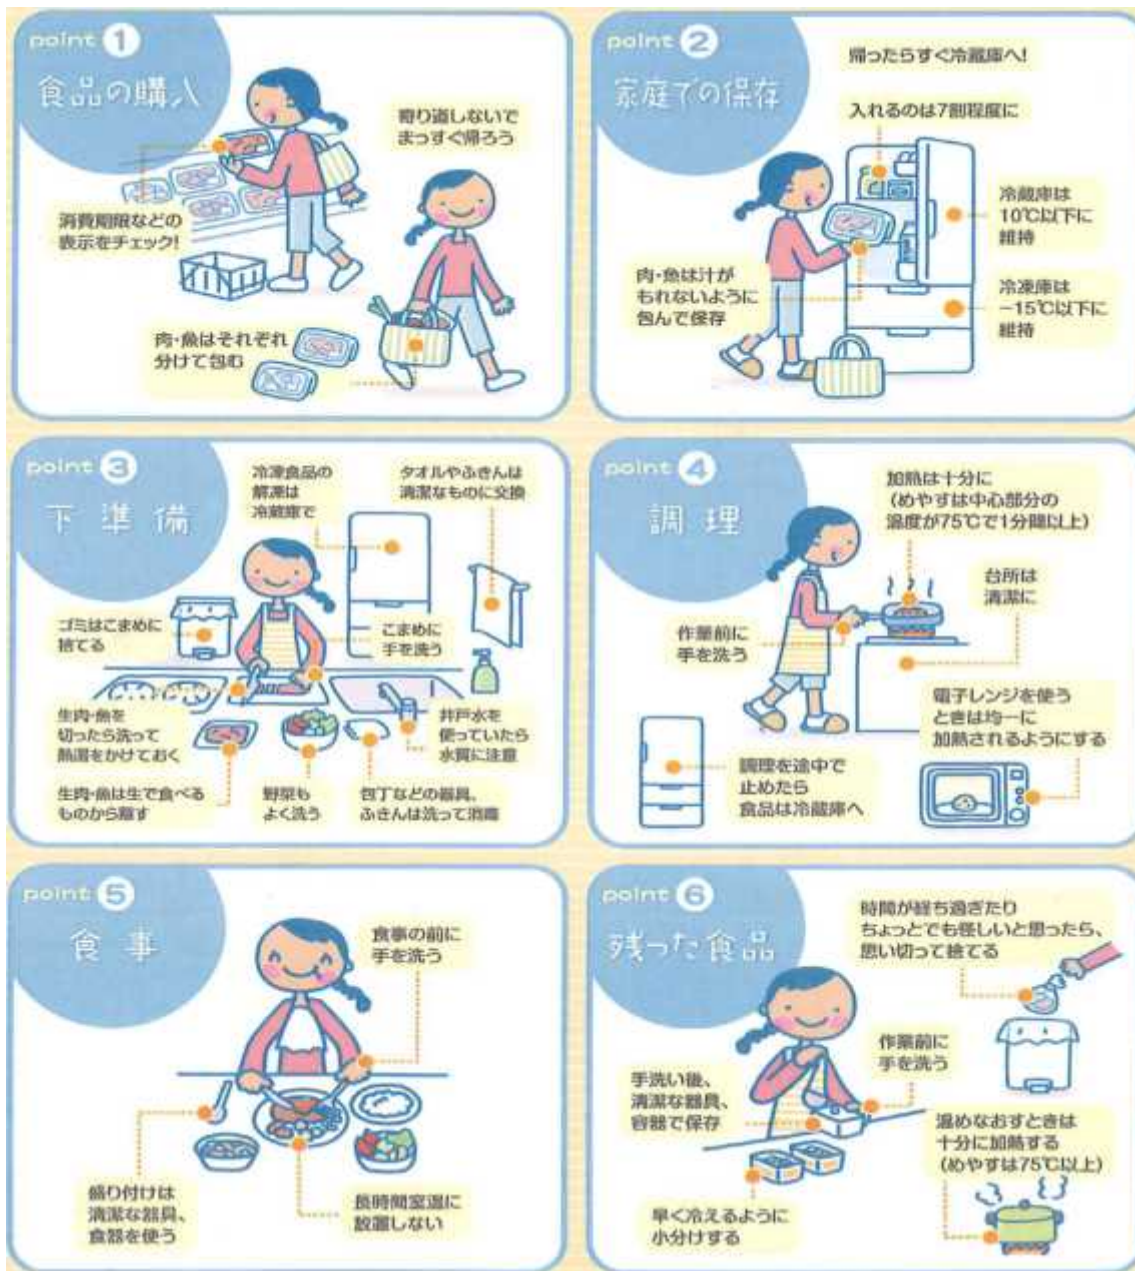 point 1
食品の購入
寄り道しないで
まっすぐ帰ろう
消費期限などの
表示をチェック!
肉・魚はそれぞれ
分けて包む
point 2
家庭での保存
帰ったらすぐ冷蔵庫へ!
入れるのは7割程度に
冷蔵庫は
10℃以下に
維持
肉・魚は汁が
もれないように
包んで保存
冷凍庫は
−15℃以下に
維持
point 3
下準備
冷凍食品の
解凍は
冷蔵庫で
タオルやふきんは
清潔なものに交換
ゴミはこまめに
捨てる
こまめに
手を洗う
生肉・魚を
切ったら洗って
熱湯をかけておく
井戸水を
使っていたら
水質に注意
生肉・魚は生で食べる
ものから離す
野菜も
よく洗う
包丁などの器具、
ふきんは洗って消毒
point 4
調理
加熱は十分に
(めやすは中心部分の
温度が75℃で1分間以上)
台所は
清潔に
作業前に
手を洗う
電子レンジを使う
ときは均一に
加熱されるようにする
調理を途中で
止めたら
食品は冷蔵庫へ
point 5
食事
食事の前に
手を洗う
盛り付けは
清潔な器具、
食器を使う
長時間室温に
放置しない
point 6
残った食品
時間が経ち過ぎたり
ちょっとでも怪しいと思ったら、
思い切って捨てる
作業前に
手を洗う
手洗い後、
清潔な器具、
容器で保存
温めなおすときは
十分に加熱する
(めやすは75℃以上)
早く冷えるように
小分けする